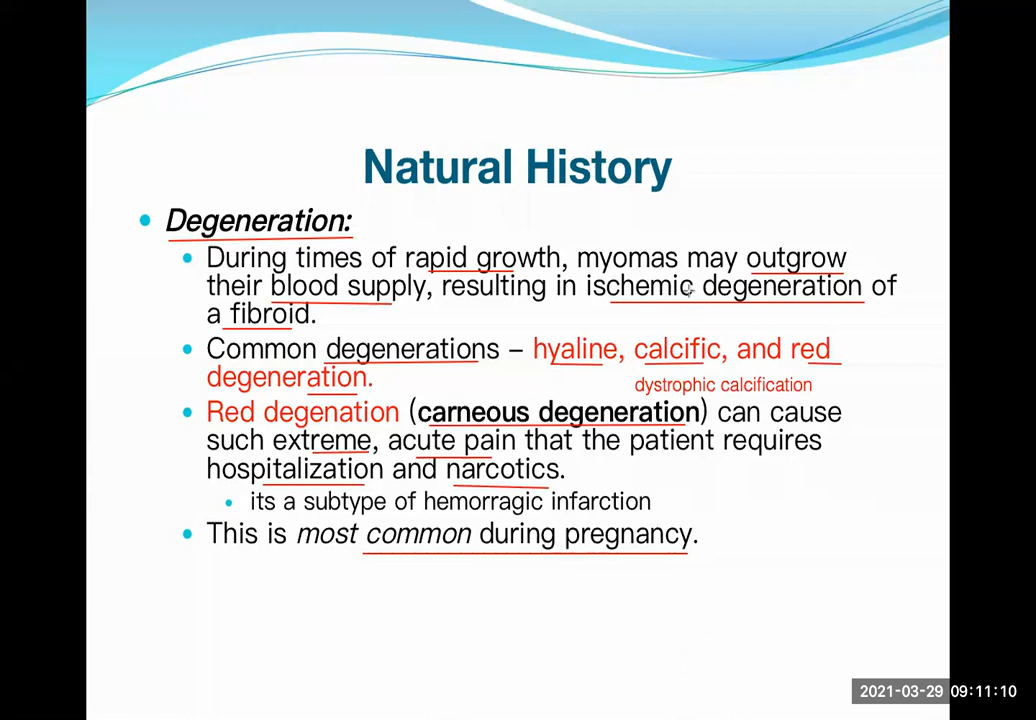 Natural History
• Degeneration:
• During times of rapid growth, myomas may outgrow
their blood supply, resulting in ischemic degeneration of
a fibroid.
• Common degenerations – hyaline, calcific, and red
degeneration.
dystrophic calcification
• Red degenation (carneous degeneration) can cause
such extreme, acute pain that the patient requires
hospitalization and narcotics.
• its a subtype of hemorragic infarction
• This is most common during pregnancy.
2021-03-29 09:11:10